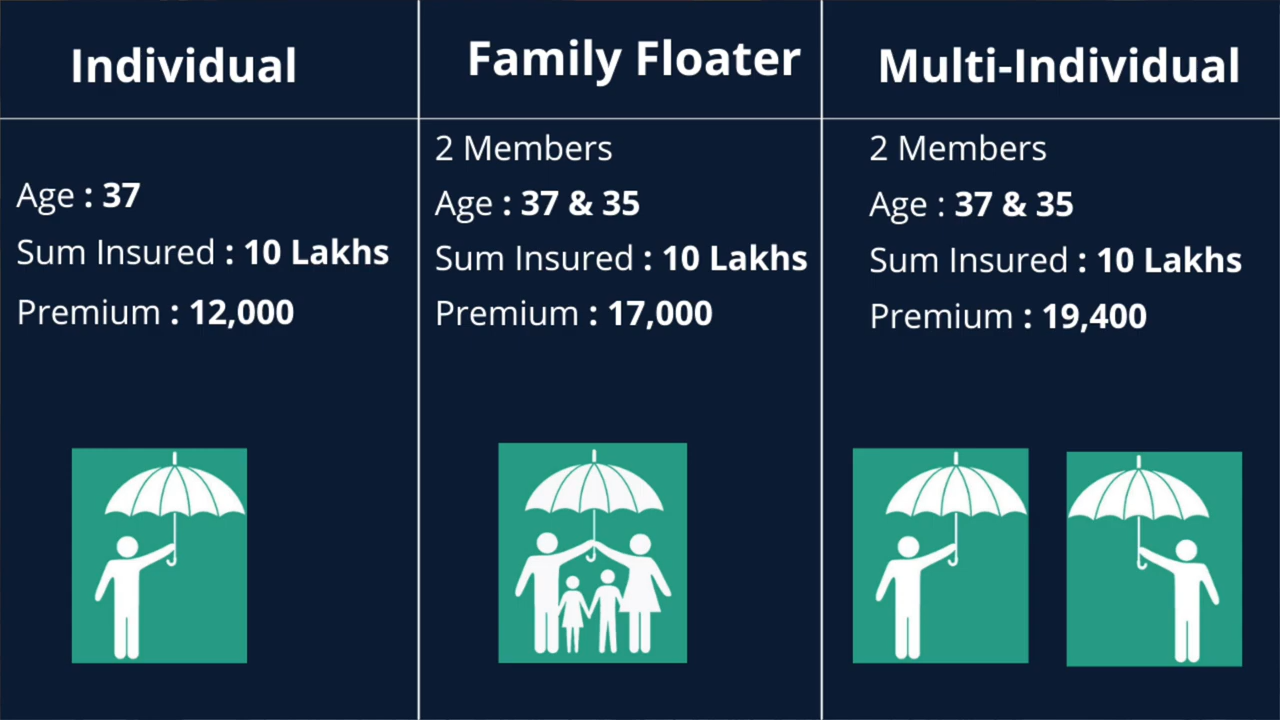 Individual
Age : 37
Sum Insured : 10 Lakhs
Premium : 12,000
Family Floater
2 Members
Age : 37 & 35
Sum Insured : 10 Lakhs
Premium : 17,000
Multi-Individual
2 Members
Age : 37 & 35
Sum Insured : 10 Lakhs
Premium : 19,400